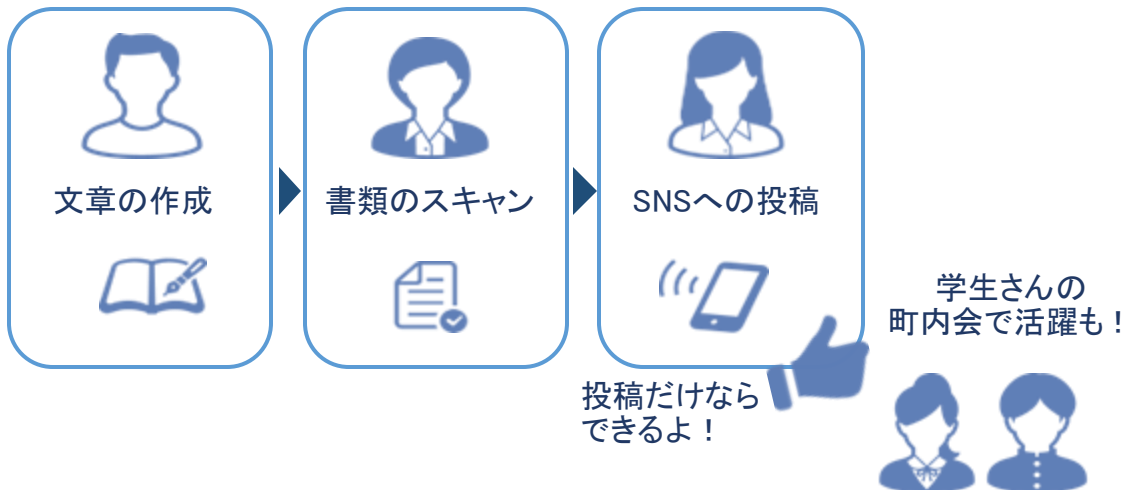 文章の作成
書類のスキャン
SNSへの投稿
学生さんの
町内会で活躍も！
投稿だけなら
できるよ！